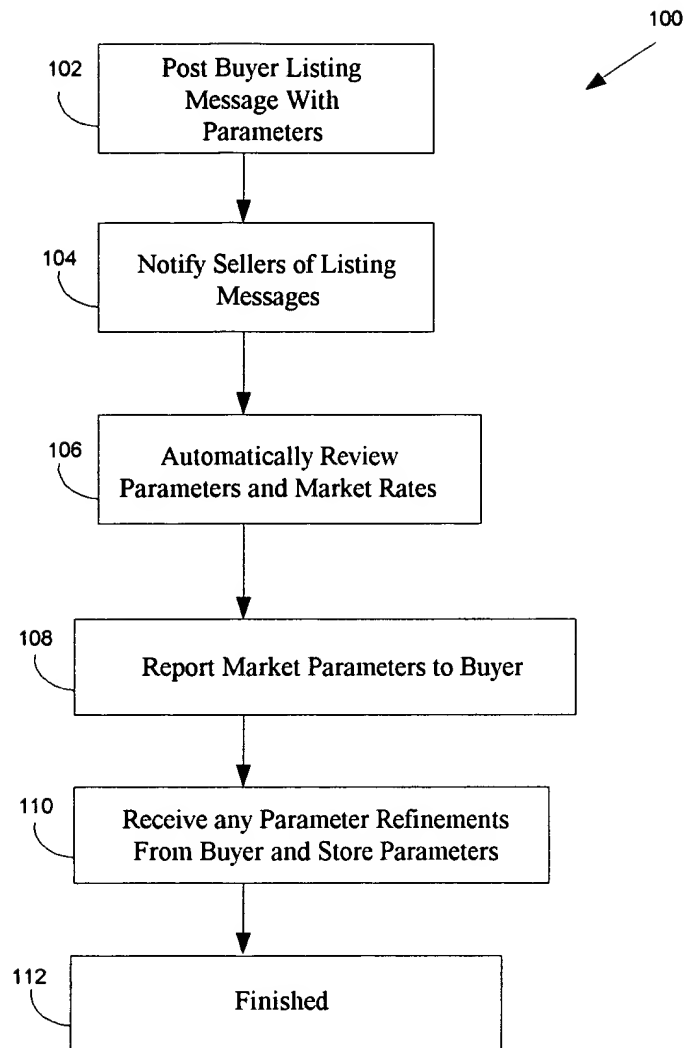 100
102
Post Buyer Listing
Message With
Parameters
104
Notify Sellers of Listing
Messages
106
Automatically Review
Parameters and Market Rates
108
Report Market Parameters to Buyer
110
Receive any Parameter Refinements
From Buyer and Store Parameters
112
Finished